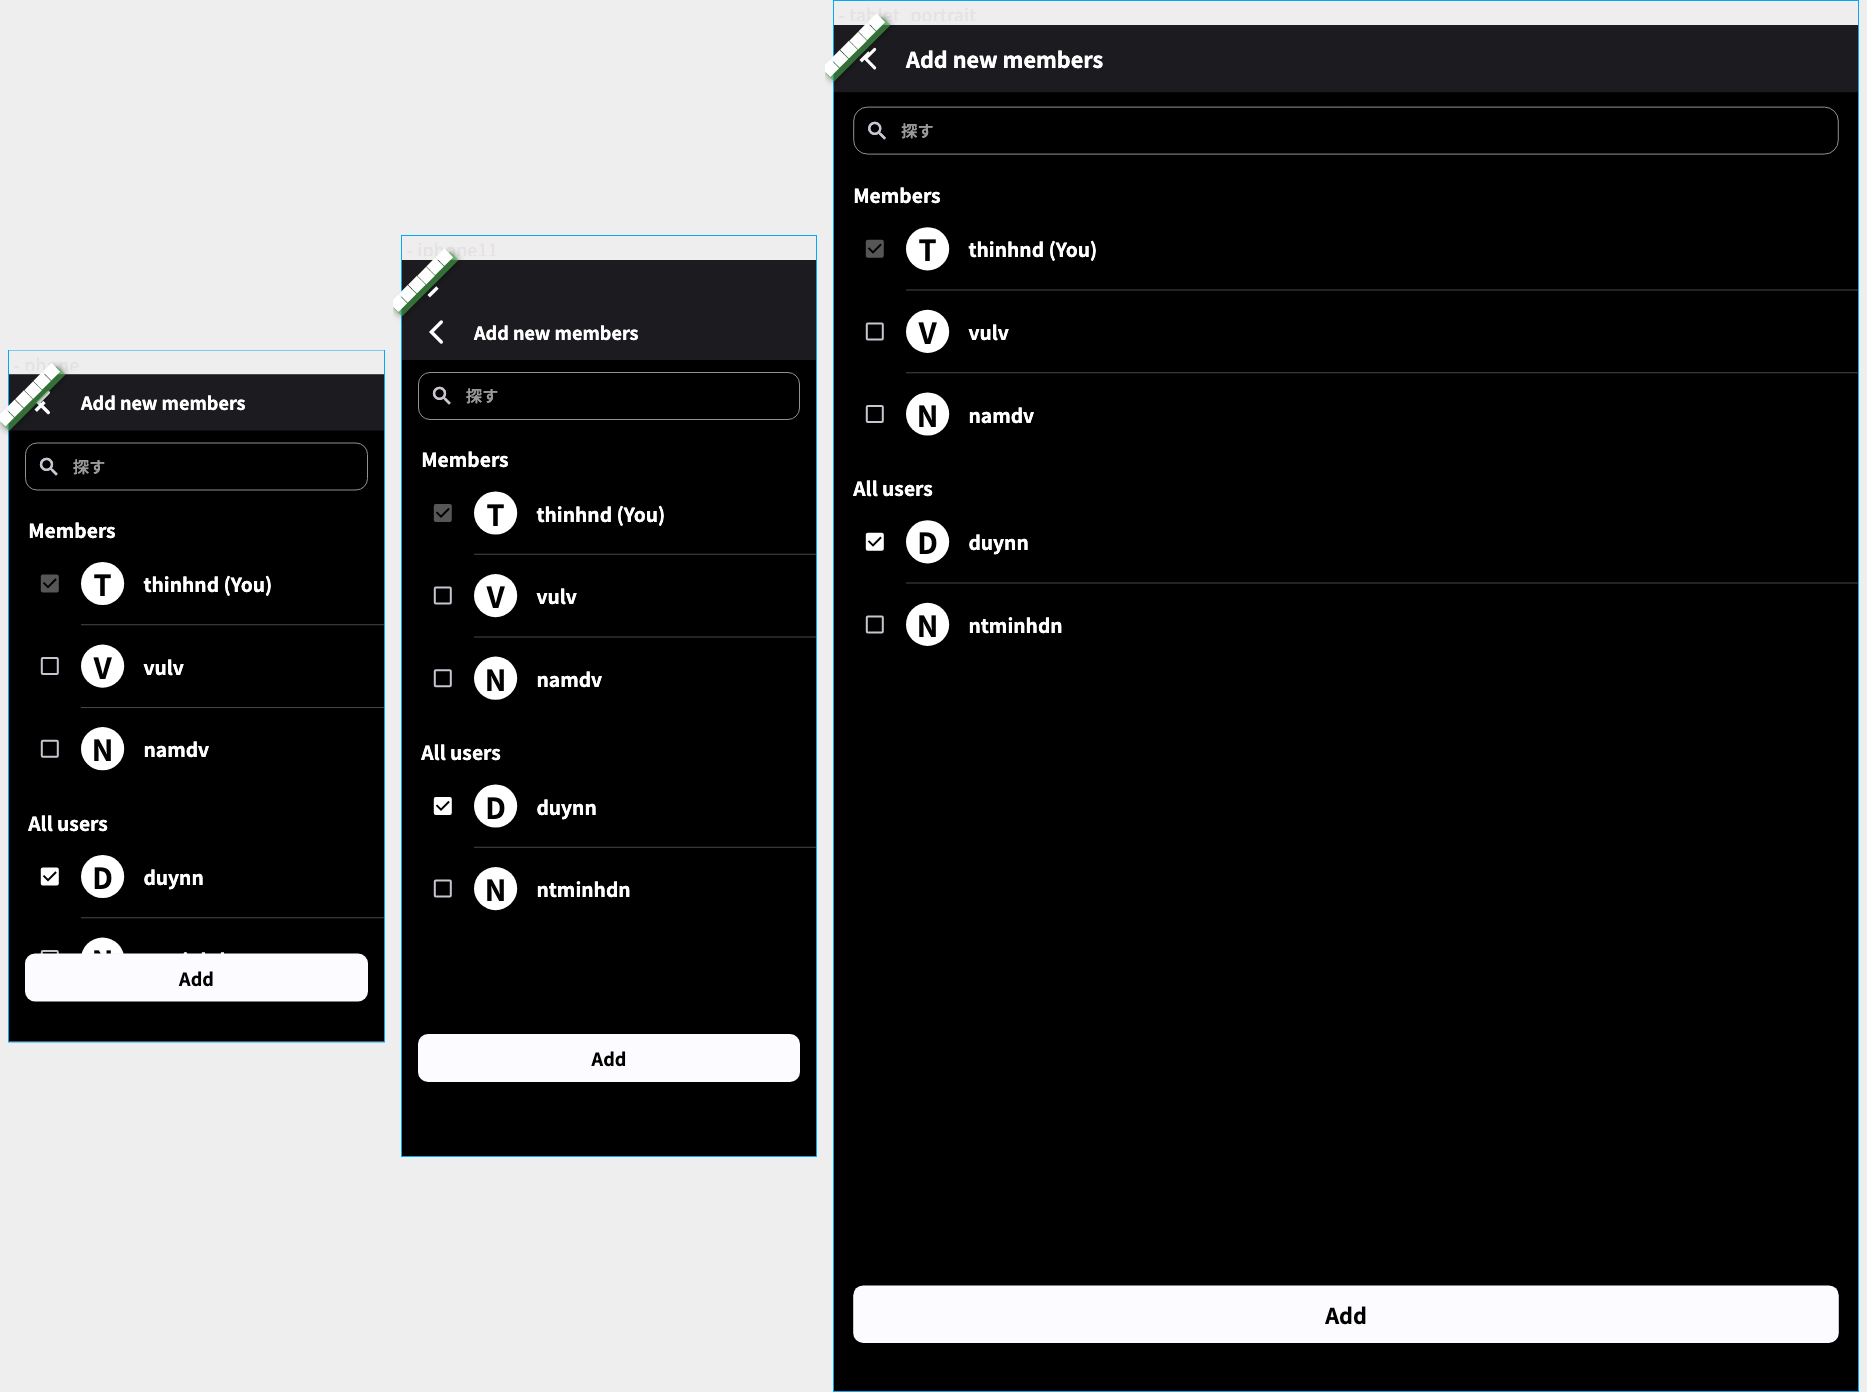 - phone
Add new members
探す
Members
T thinhnd (You)
V vulv
N namdv
All users
D duynn
Add
- iphone11
Add new members
探す
Members
T thinhnd (You)
V vulv
N namdv
All users
D duynn
N ntminhdn
Add
- tablet_portrait
Add new members
探す
Members
T thinhnd (You)
V vulv
N namdv
All users
D duynn
N ntminhdn
Add